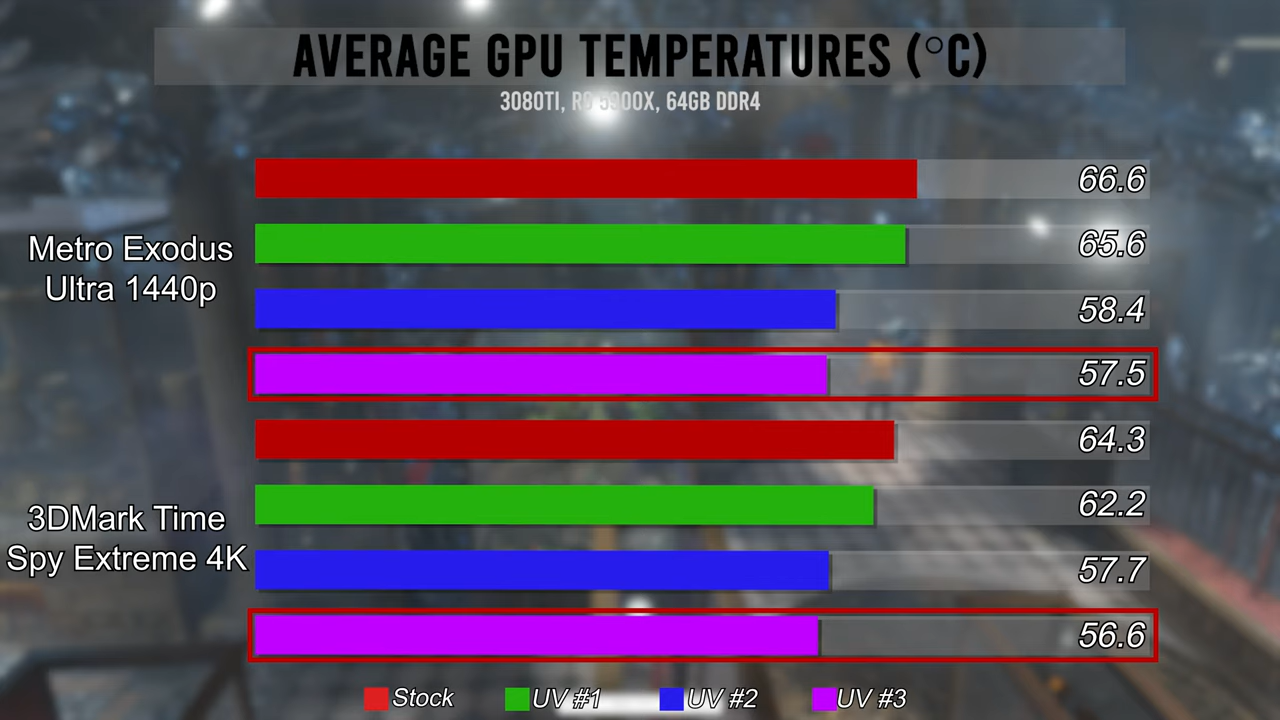 AVERAGE GPU TEMPERATURES (°C)
3080TI, R9 5900X, 64GB DDR4
66.6
65.6
Metro Exodus
Ultra 1440p
58.4
57.5
64.3
62.2
3DMark Time
Spy Extreme 4K
57.7
56.6
Stock UV #1 UV #2 UV #3